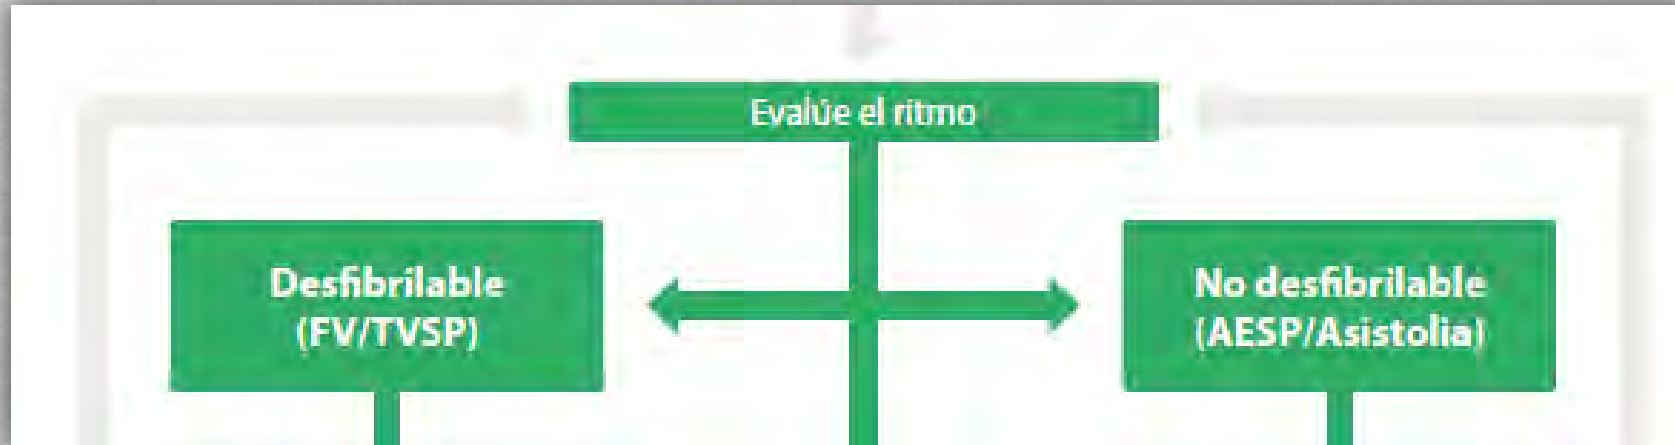 Evalúe el ritmo
Desfibrilable
(FV/TVSP)
No desfibrilable
(AESP/Asistolia)